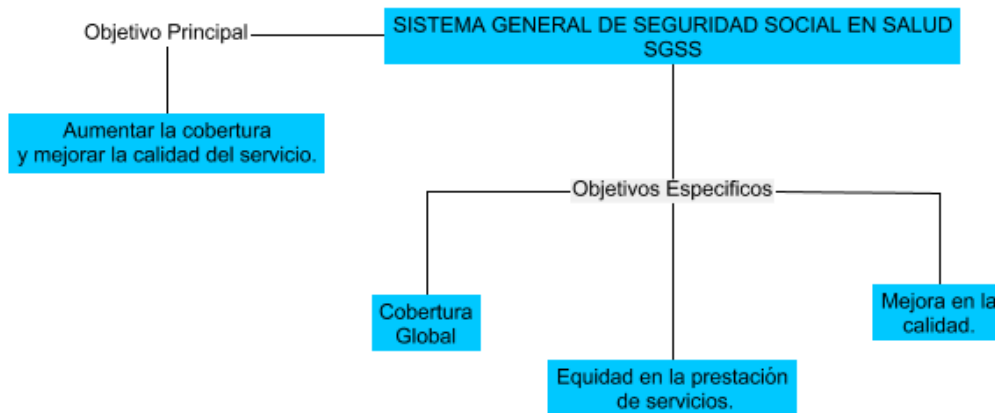 Objetivo Principal
SISTEMA GENERAL DE SEGURIDAD SOCIAL EN SALUD
SGSS
Aumentar la cobertura
y mejorar la calidad del servicio.
Objetivos Especificos
Cobertura
Global
Equidad en la prestación
de servicios.
Mejora en la
calidad.